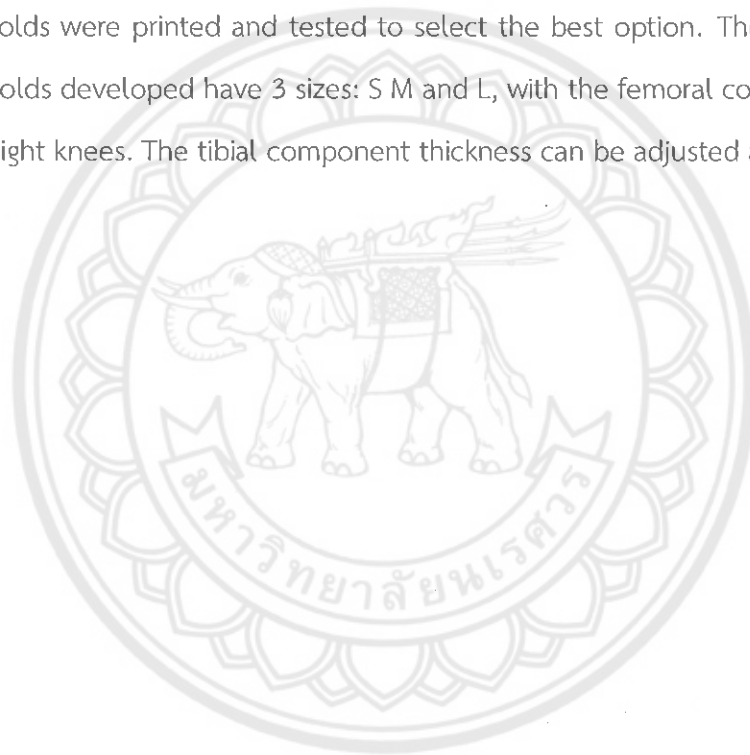 olds were printed and tested to select the best option. Th
olds developed have 3 sizes: S M and L, with the femoral co
ight knees. The tibial component thickness can be adjusted
มหาวิทยาลัยนเรศวร